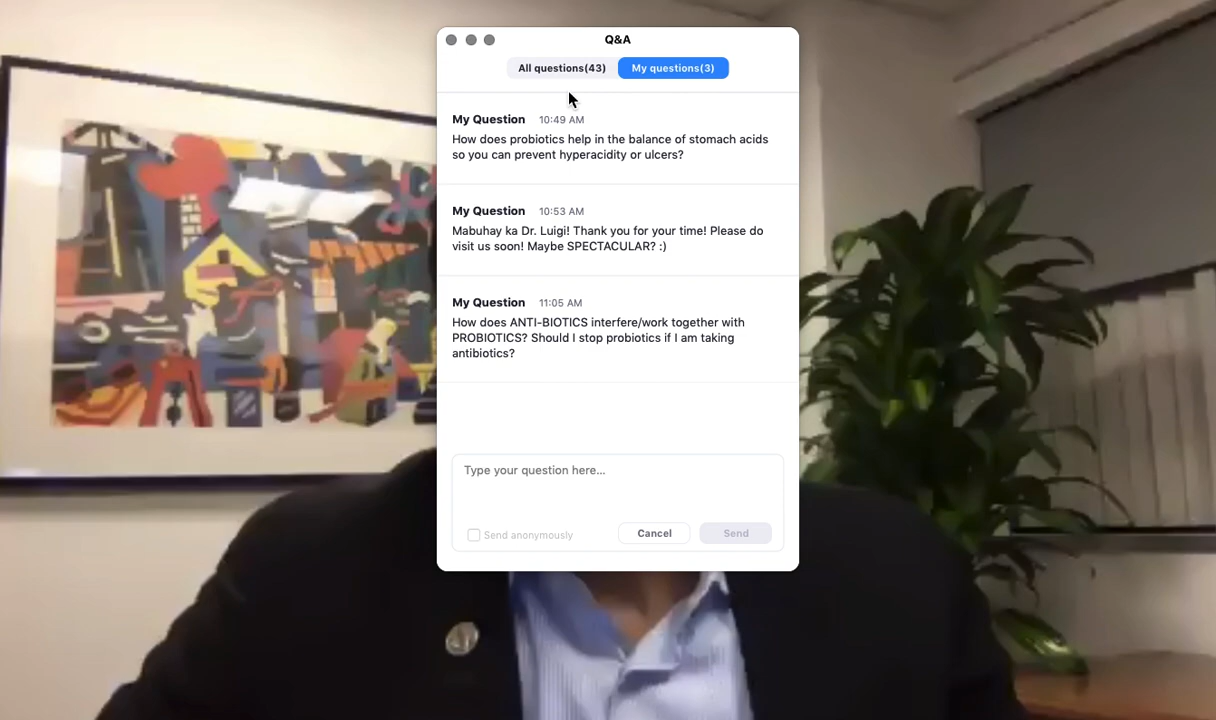 Q&A
All questions(43) My questions(3)
My Question 10:49 AM
How does probiotics help in the balance of stomach acids
so you can prevent hyperacidity or ulcers?
My Question 10:53 AM
Mabuhay ka Dr. Luigi! Thank you for your time! Please do
visit us soon! Maybe SPECTACULAR? :)
My Question 11:05 AM
How does ANTI-BIOTICS interfere/work together with
PROBIOTICS? Should I stop probiotics if I am taking
antibiotics?
Type your question here...
Send anonymously Cancel Send